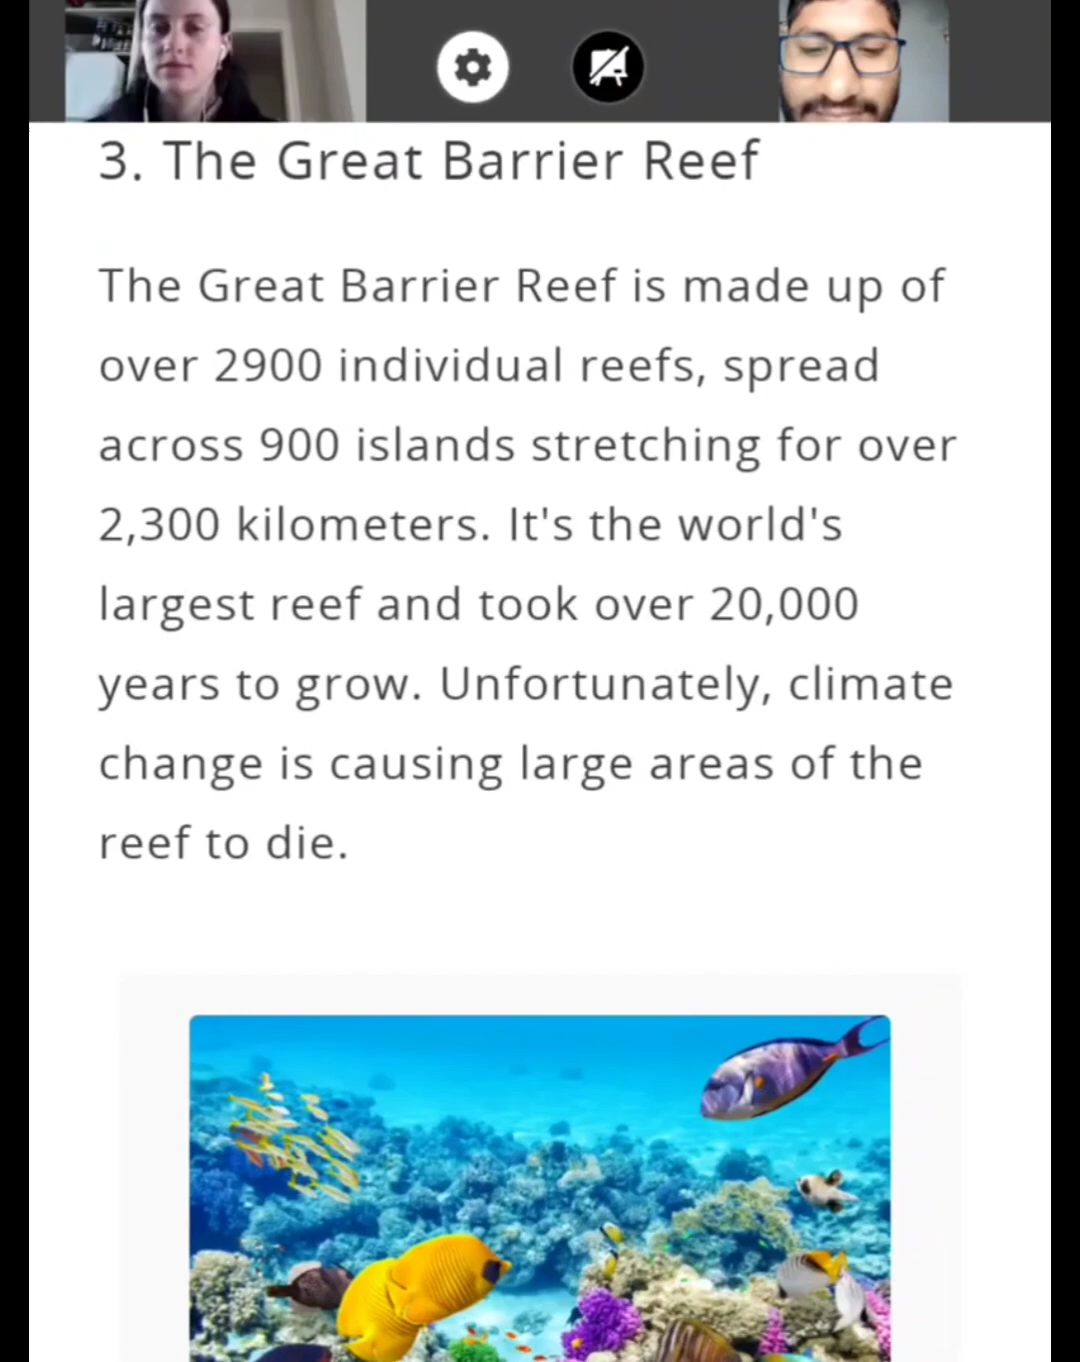 3. The Great Barrier Reef
The Great Barrier Reef is made up of
over 2900 individual reefs, spread
across 900 islands stretching for over
2,300 kilometers. It's the world's
largest reef and took over 20,000
years to grow. Unfortunately, climate
change is causing large areas of the
reef to die.